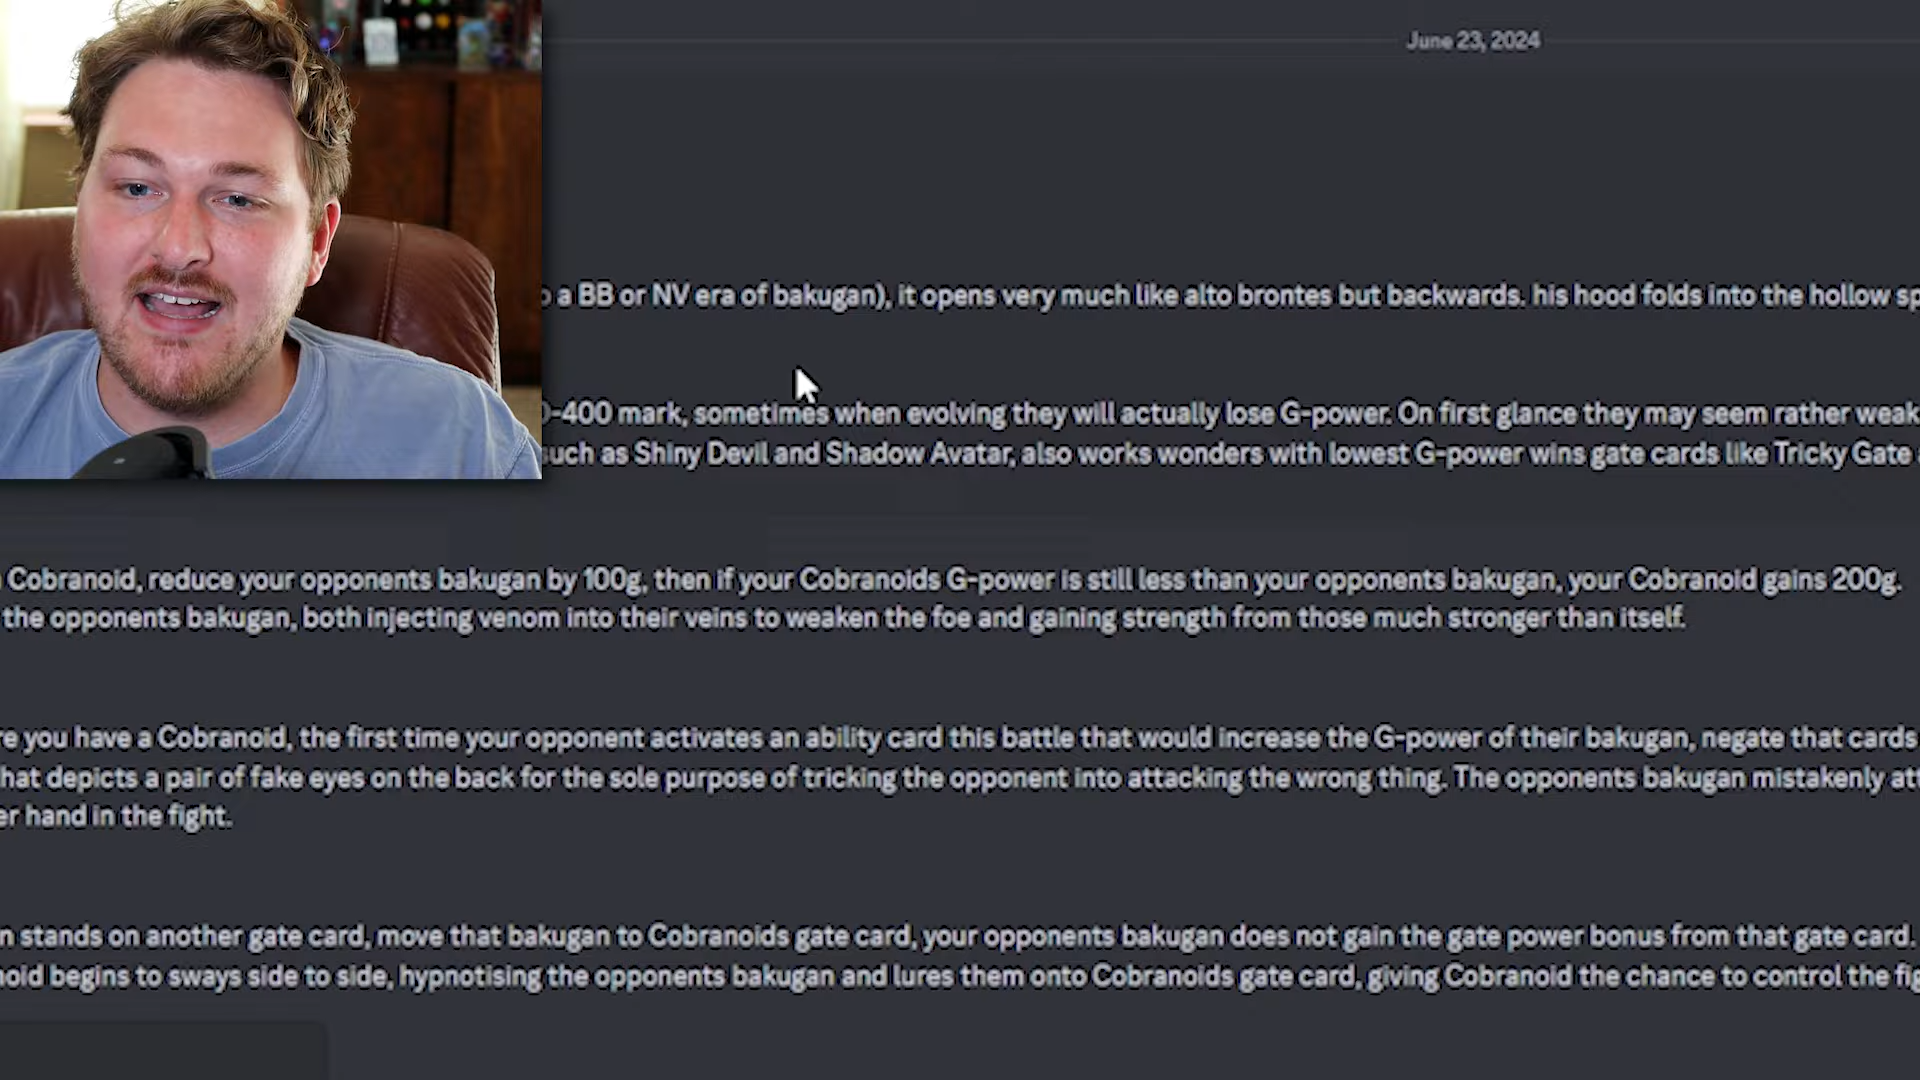 June 23, 2024
a BB or NV era of bakugan), it opens very much like alto brontes but backwards. his hood folds into the hollow
-400 mark, sometimes when evolving they will actually lose G-power. On first glance they may seem rather weak
such as Shiny Devil and Shadow Avatar, also works wonders with lowest G-power wins gate cards like Tricky Gate
Cobranoid, reduce your opponents bakugan by 100g, then if your Cobranoids G-power is still less than your opponents bakugan, your Cobranoid gains 200g.
the opponents bakugan, both injecting venom into their veins to weaken the foe and gaining strength from those much stronger than itself.
you have a Cobranoid, the first time your opponent activates an ability card this battle that would increase the G-power of their bakugan, negate that cards
that depicts a pair of fake eyes on the back for the sole purpose of tricking the opponent into attacking the wrong thing. The opponents bakugan mistakenly
hand in the fight.
stands on another gate card, move that bakugan to Cobranoids gate card, your opponents bakugan does not gain the gate power bonus from that gate card.
begins to sways side to side, hypnotising the opponents bakugan and lures them onto Cobranoids gate card, giving Cobranoid the chance to control the